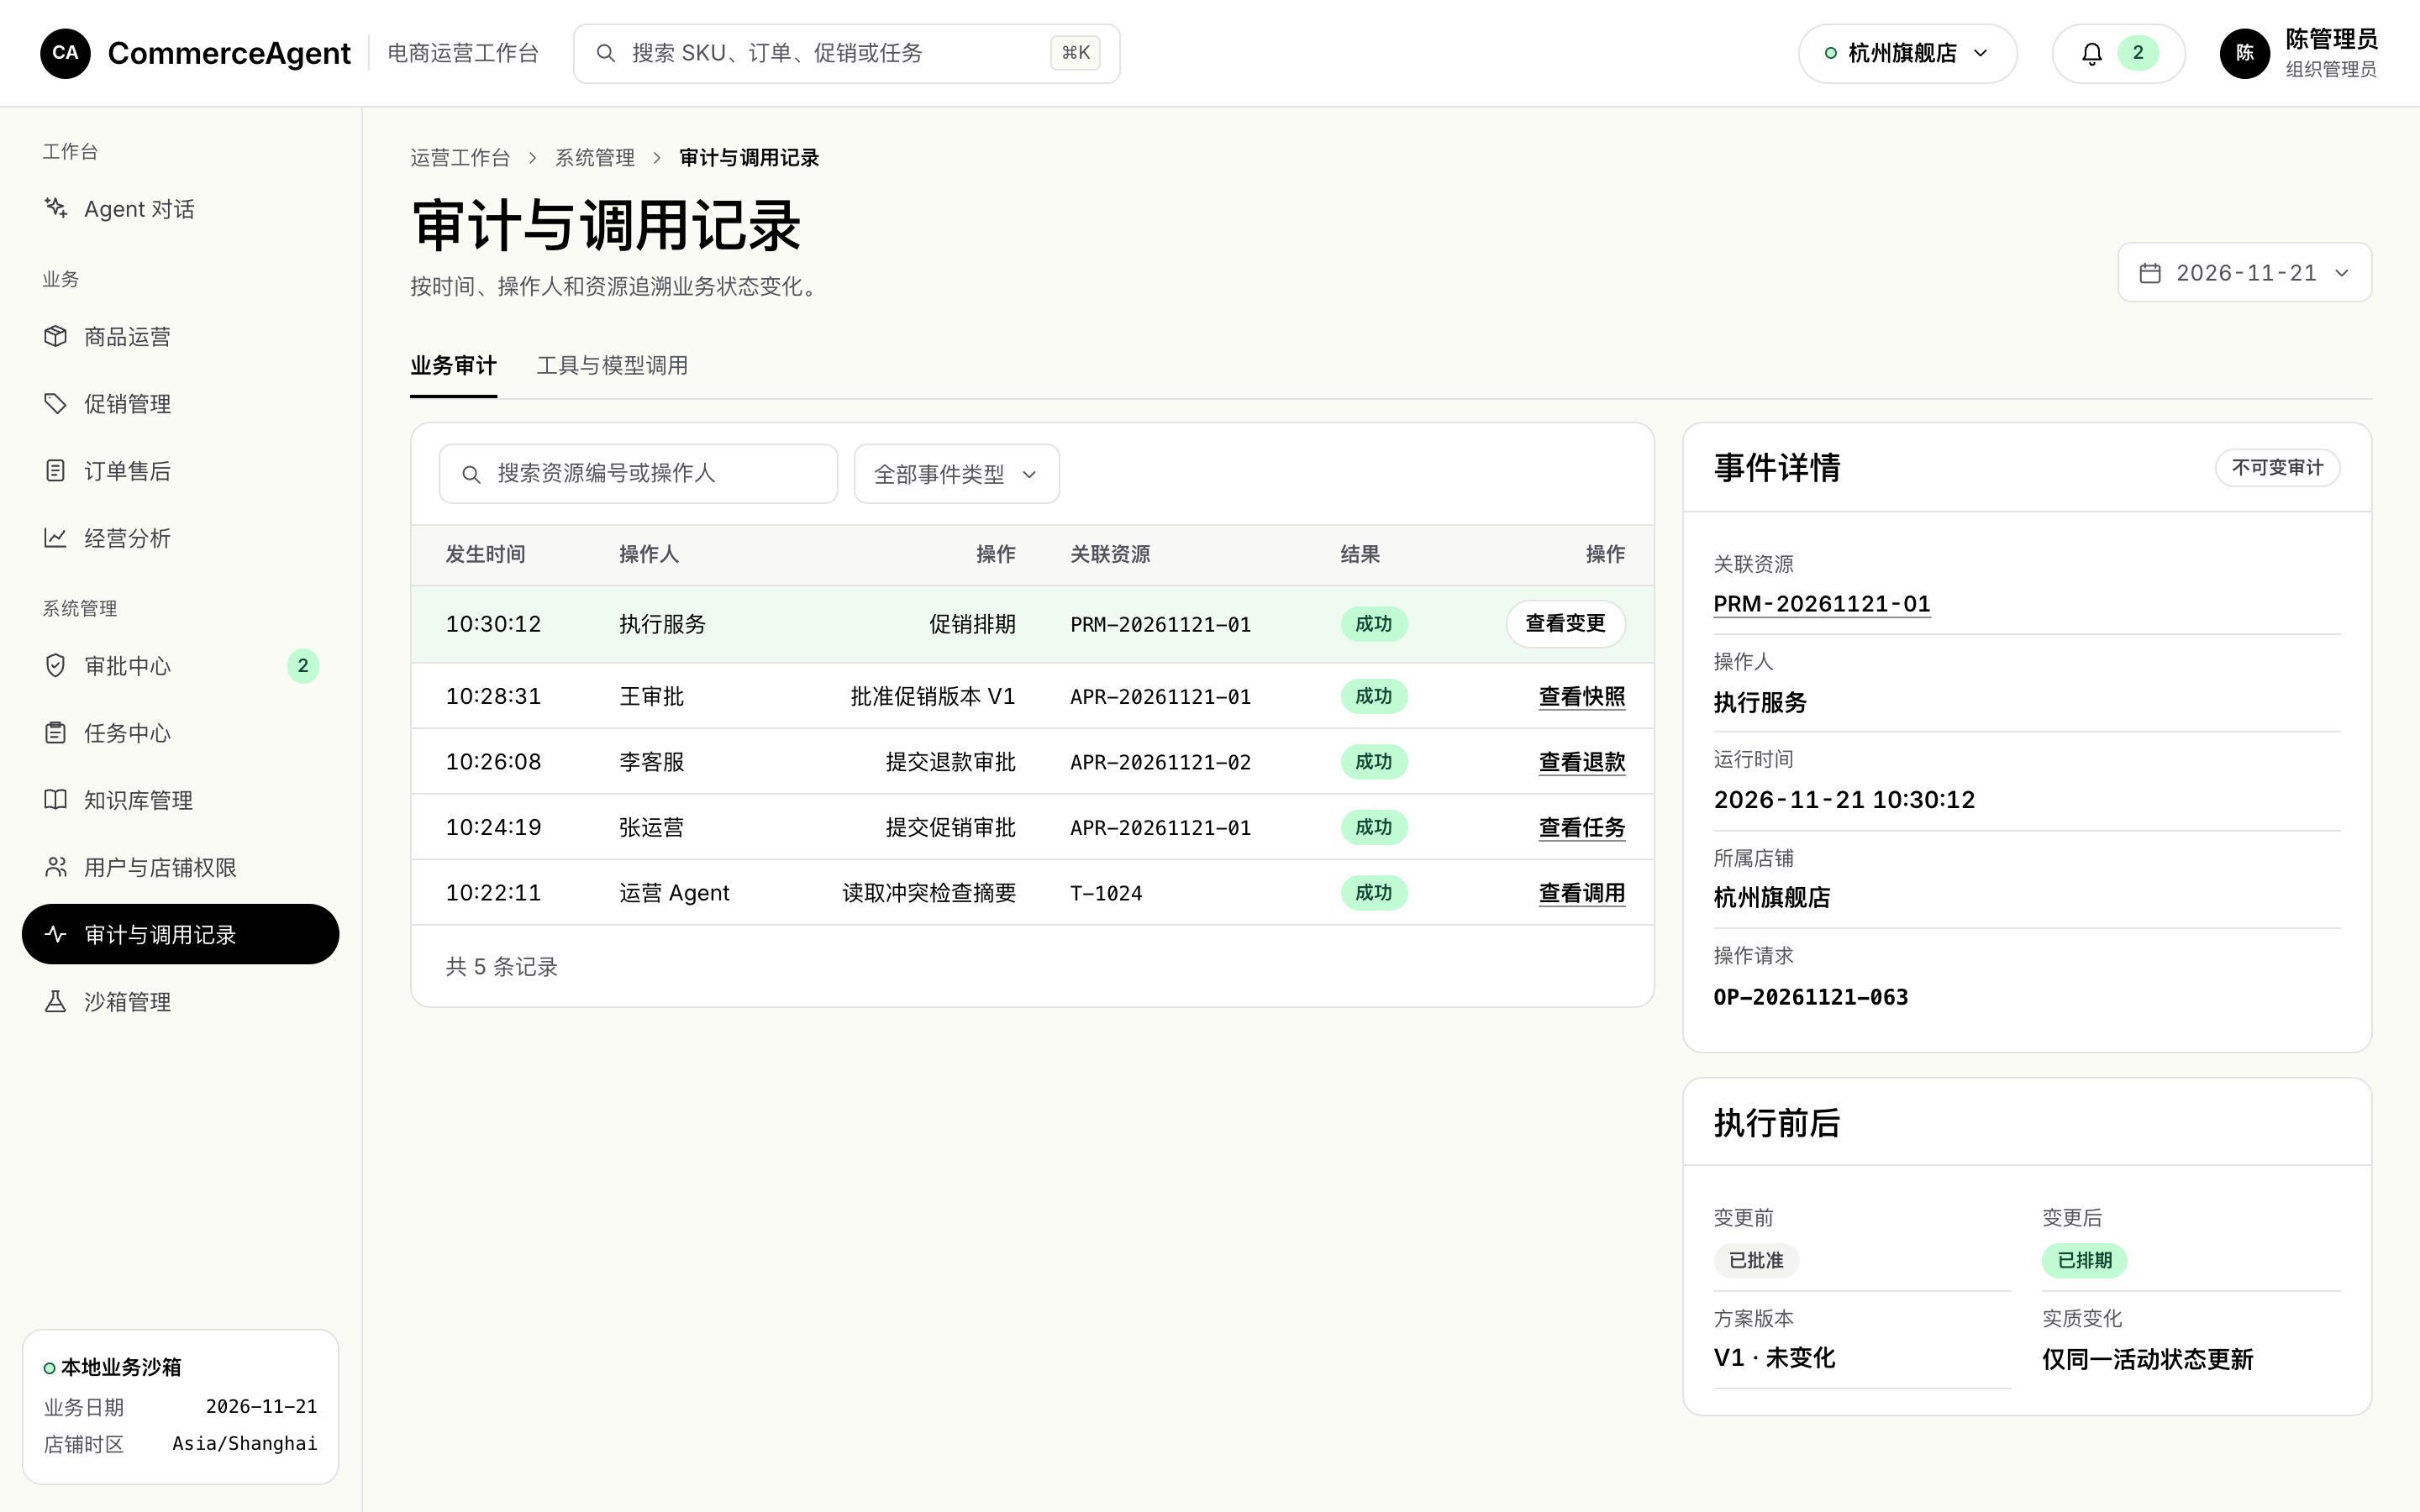 CA CommerceAgent 电商运营工作台 搜索 SKU、订单、促销或任务 ⌘K 杭州旗舰店 2 陈 陈管理员
组织管理员
工作台
Agent 对话
业务
商品运营
促销管理
订单售后
经营分析
系统管理
审批中心 2
任务中心
知识库管理
用户与店铺权限
审计与调用记录
沙箱管理
本地业务沙箱
业务日期 2026-11-21
店铺时区 Asia/Shanghai
运营工作台 > 系统管理 > 审计与调用记录
审计与调用记录
按时间、操作人和资源追溯业务状态变化。
2026-11-21
业务审计 工具与模型调用
搜索资源编号或操作人 全部事件类型
发生时间 操作人 操作 关联资源 结果 操作
10:30:12 执行服务 促销排期 PRM-20261121-01 成功 查看变更
10:28:31 王审批 批准促销版本 V1 APR-20261121-01 成功 查看快照
10:26:08 李客服 提交退款审批 APR-20261121-02 成功 查看退款
10:24:19 张运营 提交促销审批 APR-20261121-01 成功 查看任务
10:22:11 运营 Agent 读取冲突检查摘要 T-1024 成功 查看调用
共 5 条记录
事件详情 不可变审计
关联资源
PRM-20261121-01
操作人
执行服务
运行时间
2026-11-21 10:30:12
所属店铺
杭州旗舰店
操作请求
OP-20261121-063
执行前后
变更前 变更后
已批准 已排期
方案版本 实质变化
V1 · 未变化 仅同一活动状态更新